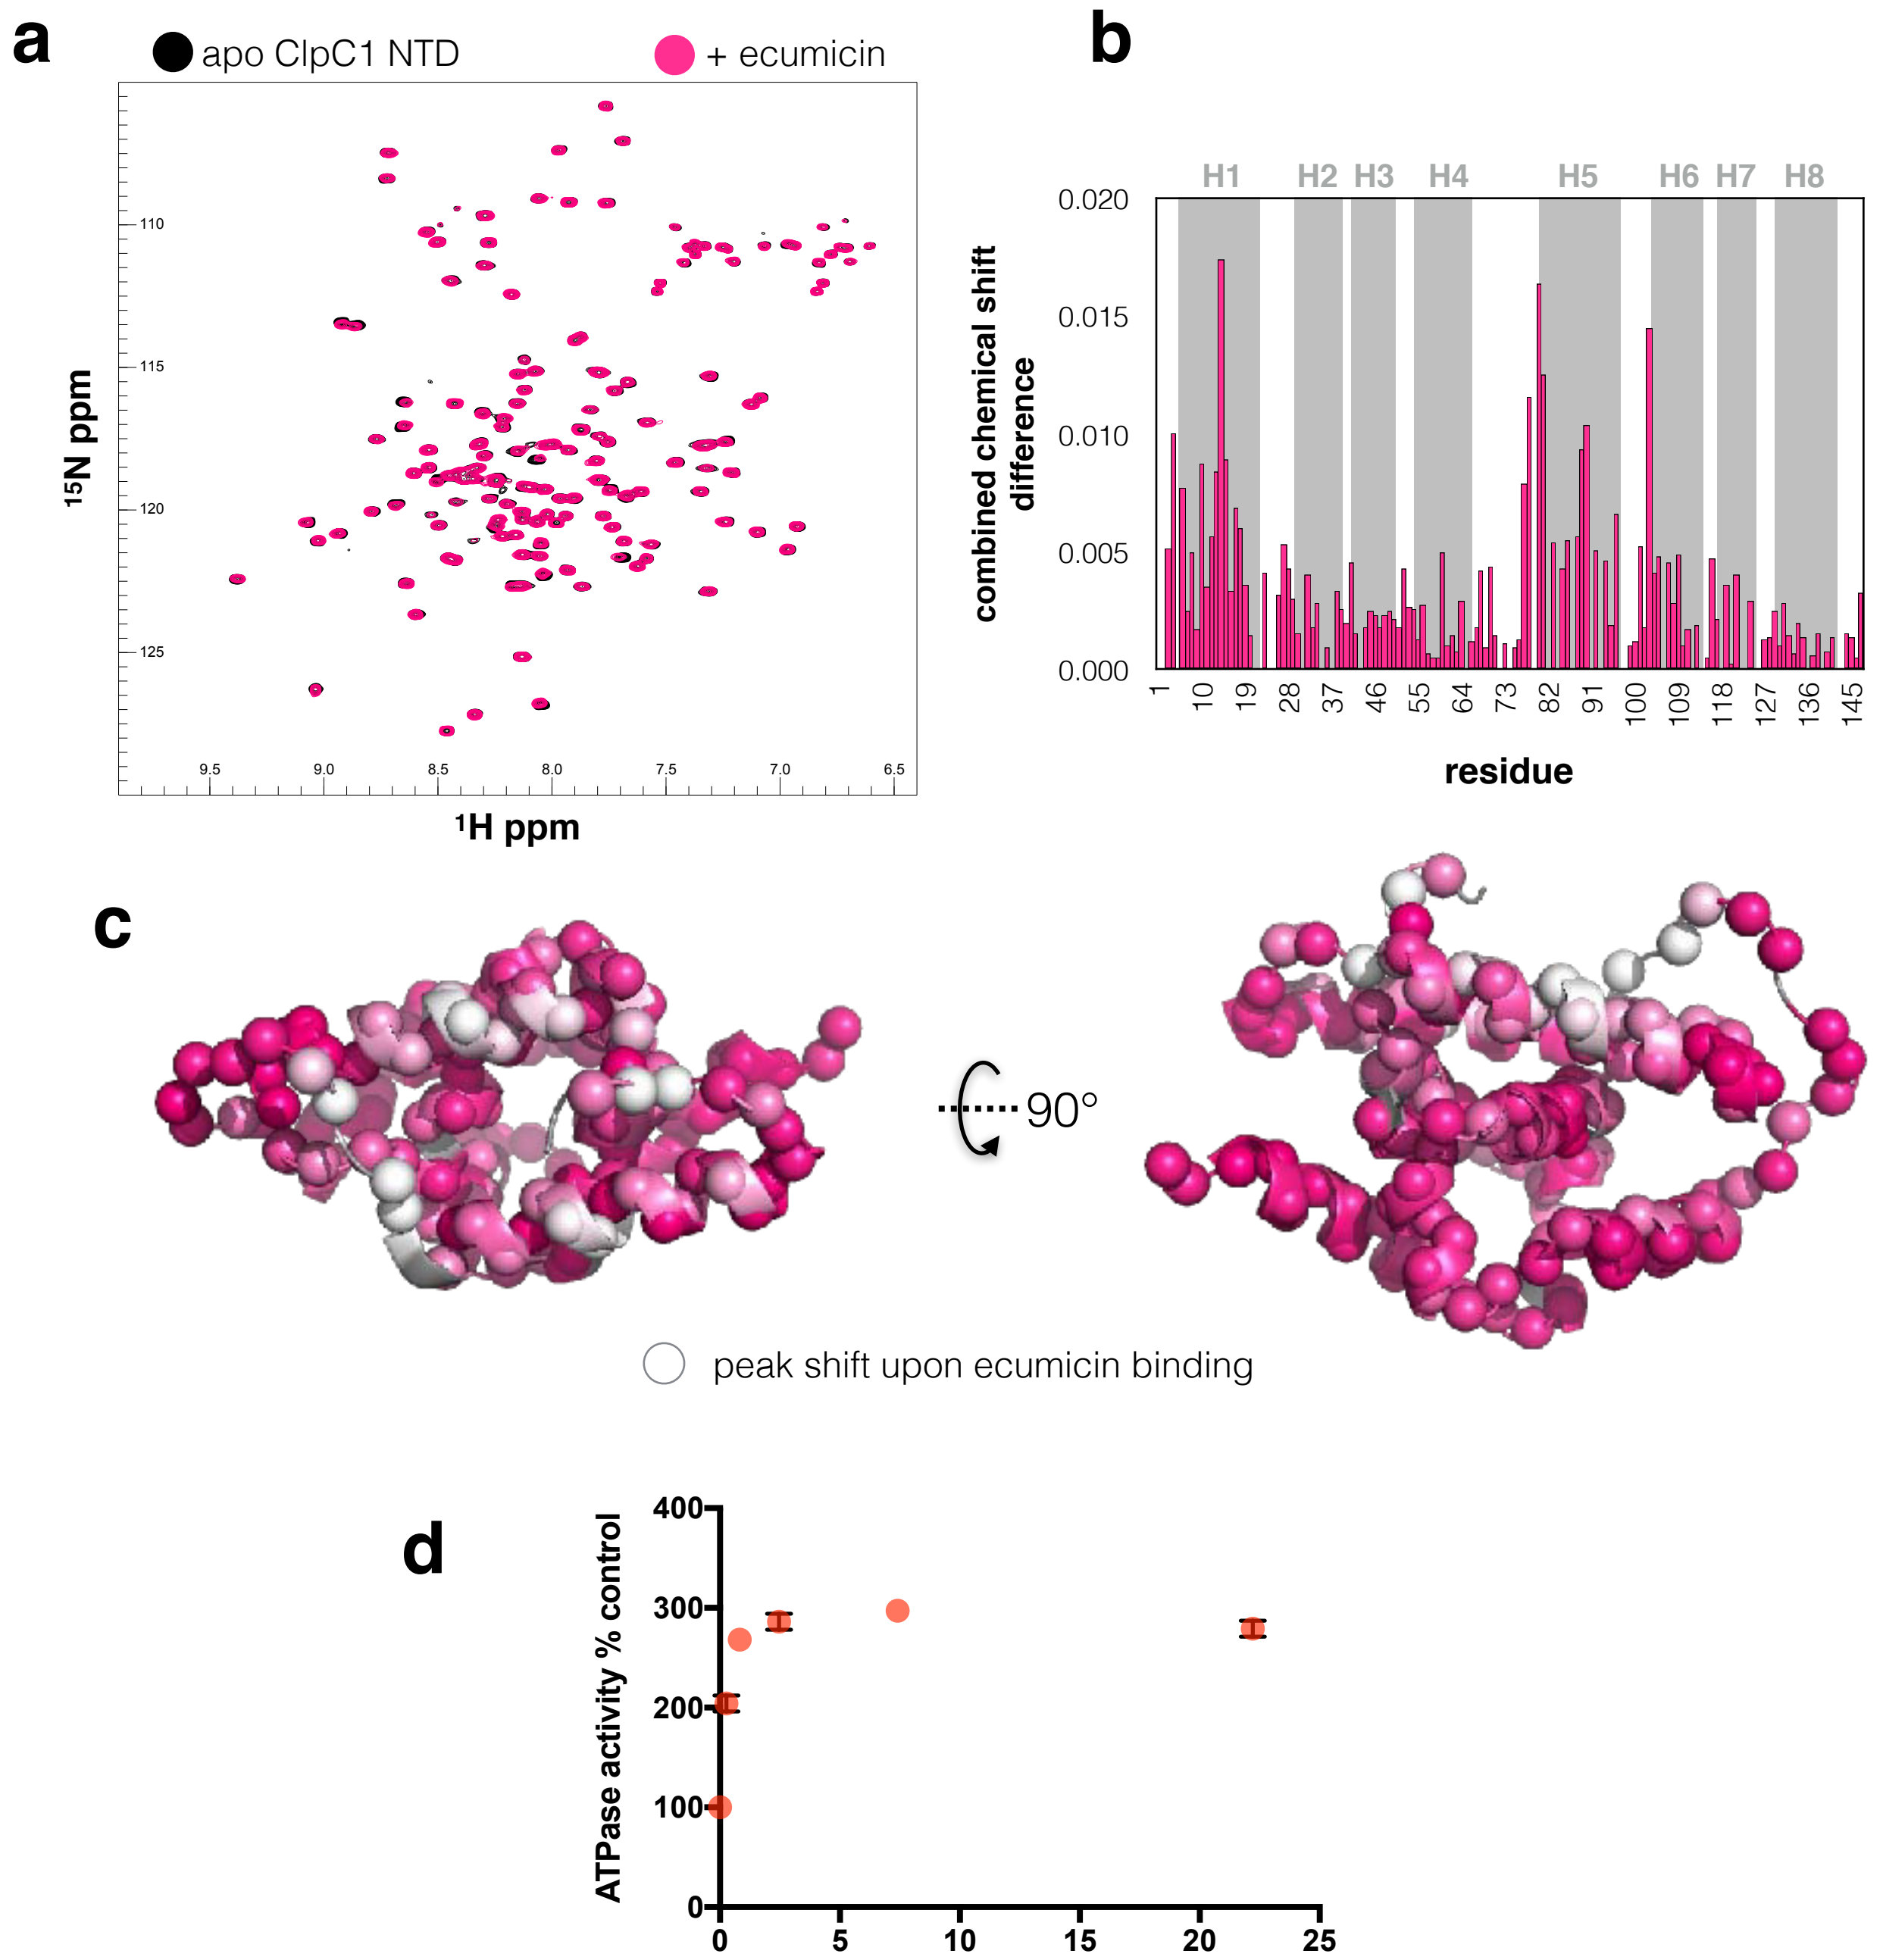 a
apo ClpC1 NTD
+ ecumicin
110
115
120
125
15N ppm
9.5 9.0 8.5 8.0 7.5 7.0 6.5
1H ppm
b
H1 H2 H3 H4 H5 H6 H7 H8
0.020
0.015
0.010
0.005
0.000
combined chemical shift
difference
1 10 19 28 37 46 55 64 73 82 91 100 109 118 127 136 145
residue
c
90°
peak shift upon ecumicin binding
d
ATPase activity % control
400
300
200
100
0
0 5 10 15 20 25